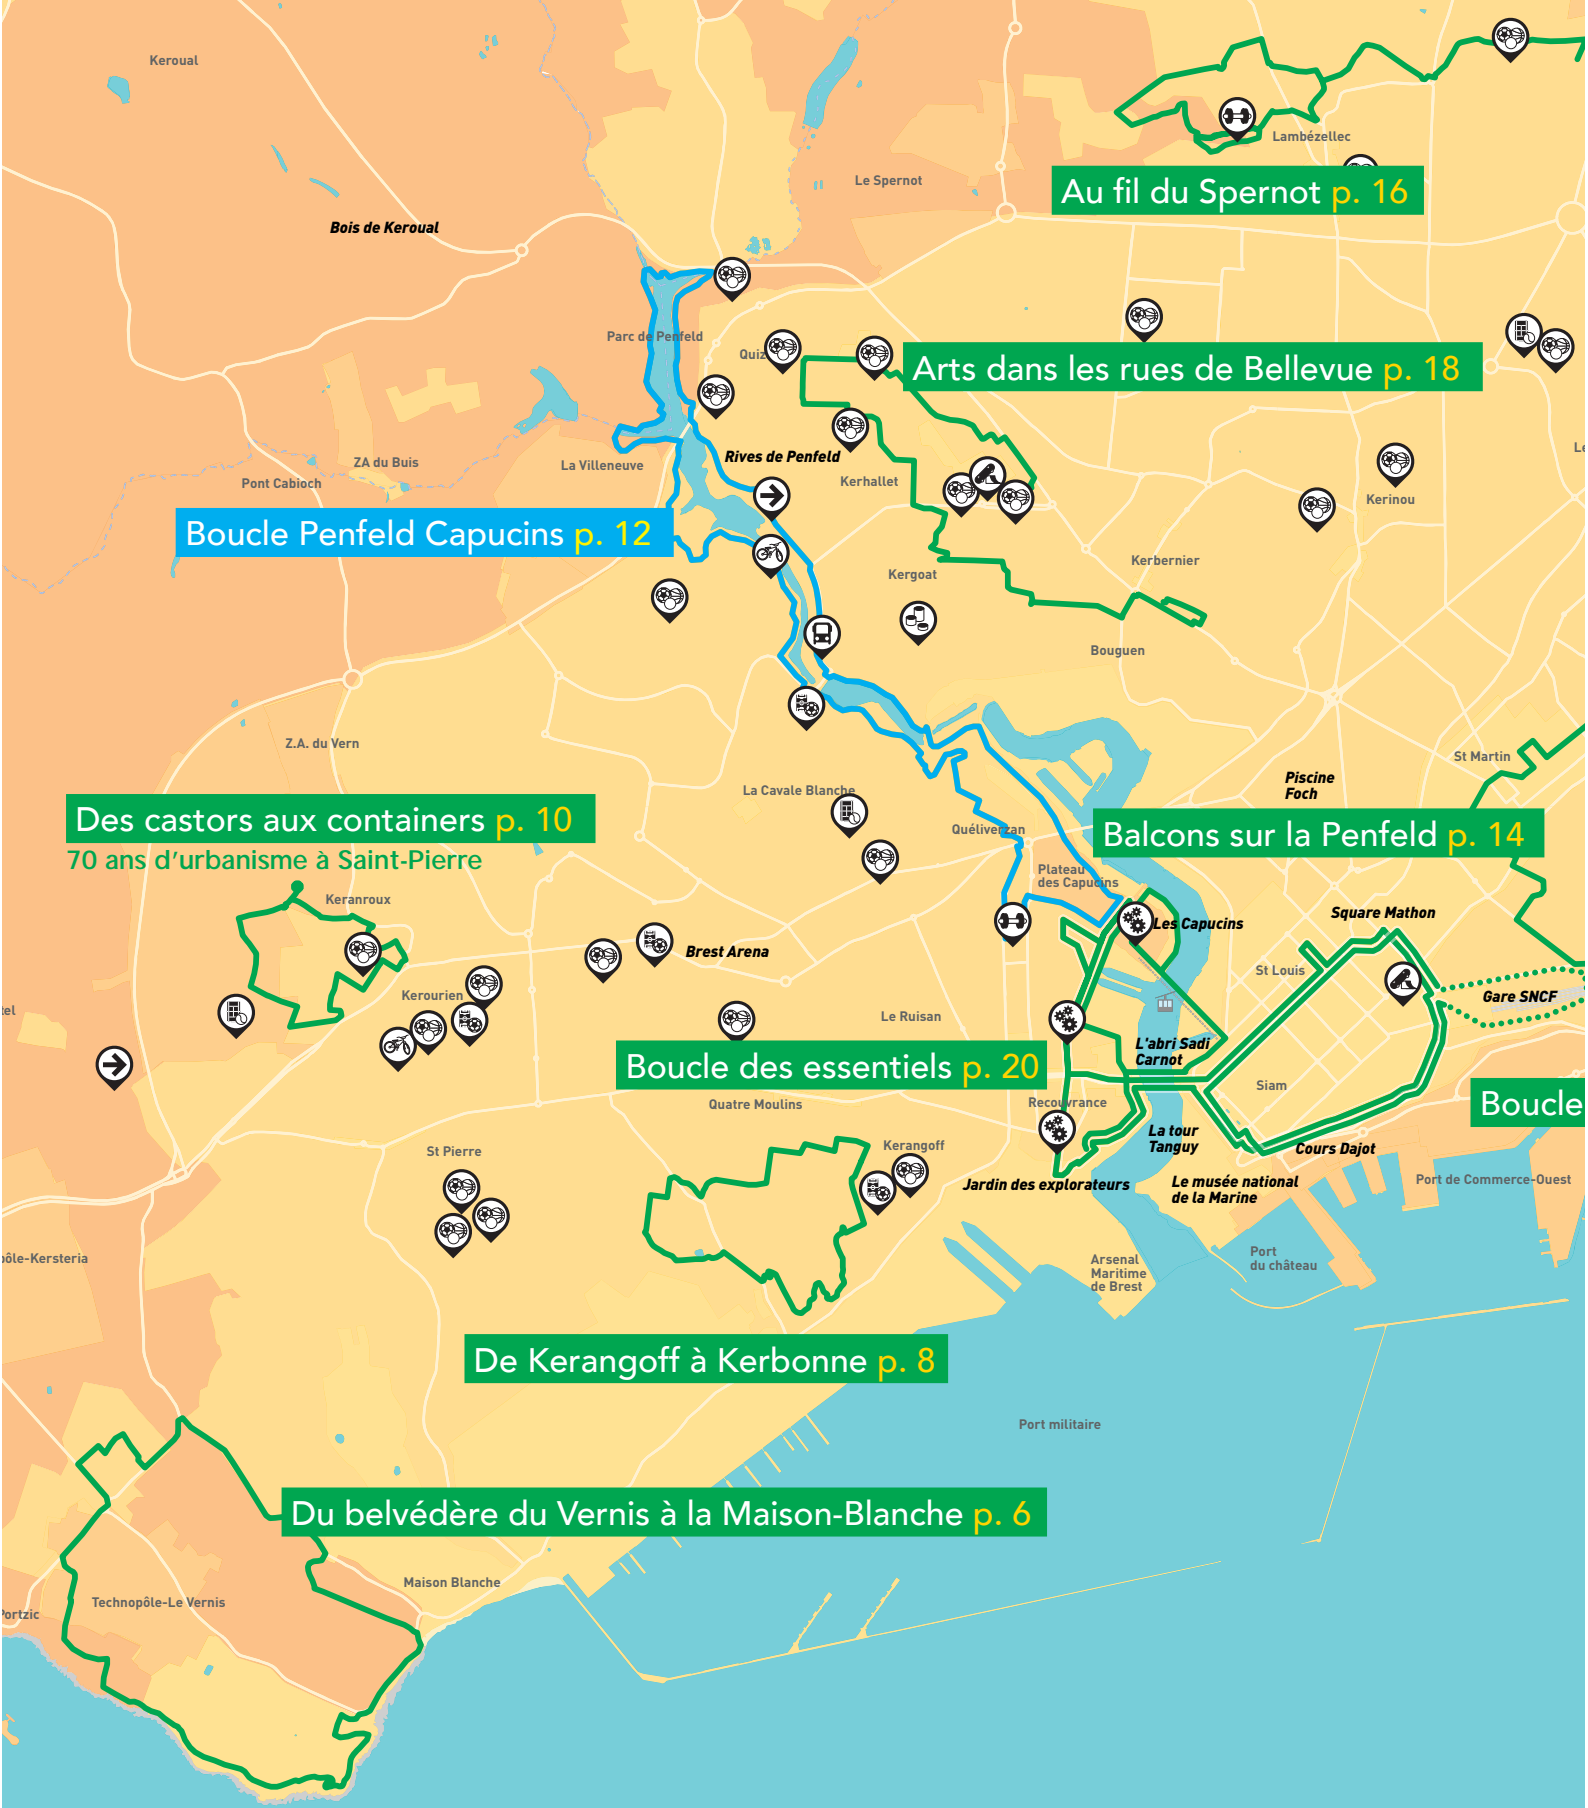 Keroual
Lambézellec
Le Spernot
Au fil du Spernot p. 16
Bois de Keroual
Parc de Penfeld
Quiz
Arts dans les rues de Bellevue p. 18
Rives de Penfeld
ZA du Buis
La Villeneuve
Pont Cabioch
Kerhallet
Kerinou
Boucle Penfeld Capucins p. 12
Kergoat
Kerbernier
Bouguen
Z.A. du Vern
St Martin
Piscine
Foch
La Cavale Blanche
Des castors aux containers p. 10
70 ans d'urbanisme à Saint-Pierre
Quéliverzan
Balcons sur la Penfeld p. 14
Plateau
des Capucins
Keranroux
Square Mathon
Les Capucins
Brest Arena
St Louis
Kerourien
Gare SNCF
tel
Le Ruisan
L'abri Sadi
Carnot
Boucle des essentiels p. 20
Siam
Quatre Moulins
Recouvrance
Boucle
La tour
Tanguy
St Pierre
Kerangoff
Cours Dajot
Jardin des explorateurs
Le musée national
de la Marine
Port de Commerce-Ouest
ôle-Kersteria
Arsenal
Maritime
de Brest
Port
du château
De Kerangoff à Kerbonne p. 8
Port militaire
Du belvédère du Vernis à la Maison-Blanche p. 6
Maison Blanche
Technopôle-Le Vernis
Portzic